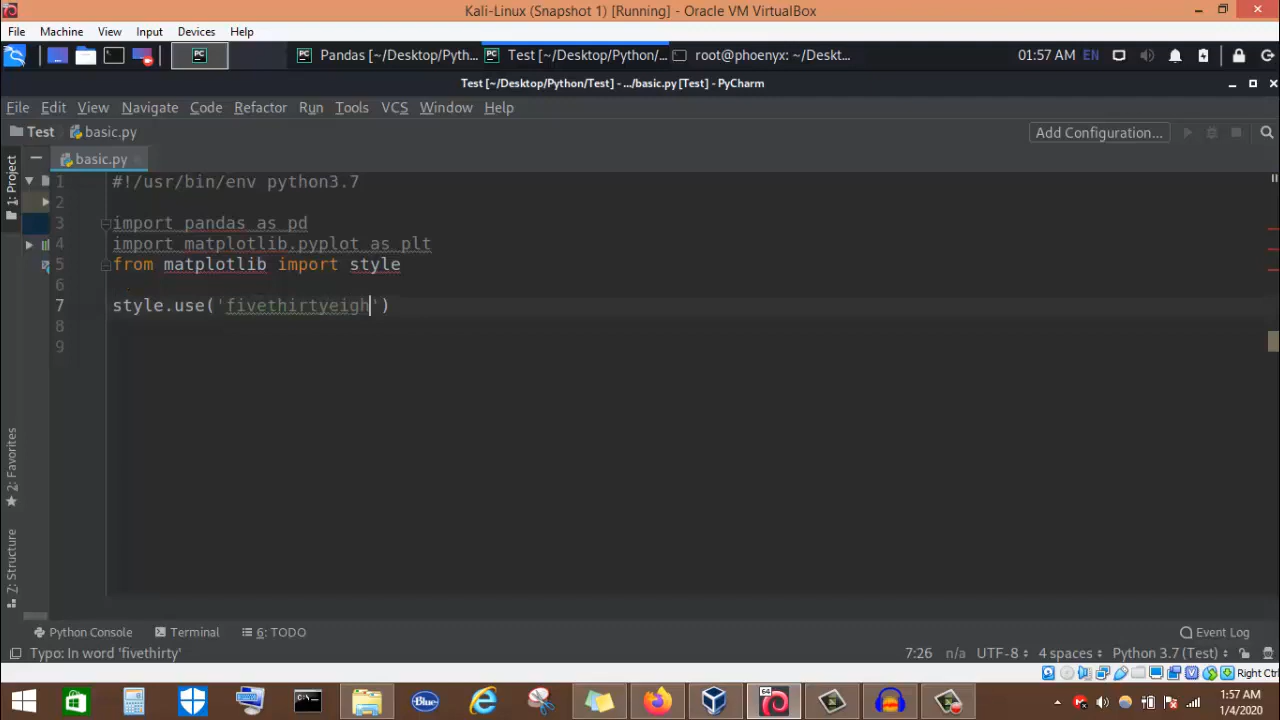 Kali-Linux (Snapshot 1) [Running] - Oracle VM VirtualBox
File Machine View Input Devices Help
Pandas [~/Desktop/Pyth... Test [~/Desktop/Python/... root@phoenyx: ~/Deskt... 01:57 AM EN
Test [~/Desktop/Python/Test] - .../basic.py [Test] - PyCharm
File Edit View Navigate Code Refactor Run Tools VCS Window Help
Test basic.py Add Configuration...
1: Project
basic.py
1 #!/usr/bin/env python3.7
2
3 import pandas as pd
4 import matplotlib.pyplot as plt
5 from matplotlib import style
6
7 style.use('fivethirtyeigh')
8
9
2: Favorites
7: Structure
Python Console Terminal 6: TODO Event Log
Typo: In word 'fivethirty' 7:26 n/a UTF-8 4 spaces Python 3.7 (Test)
Right Ctrl
Blue 64 1:57 AM
1/4/2020